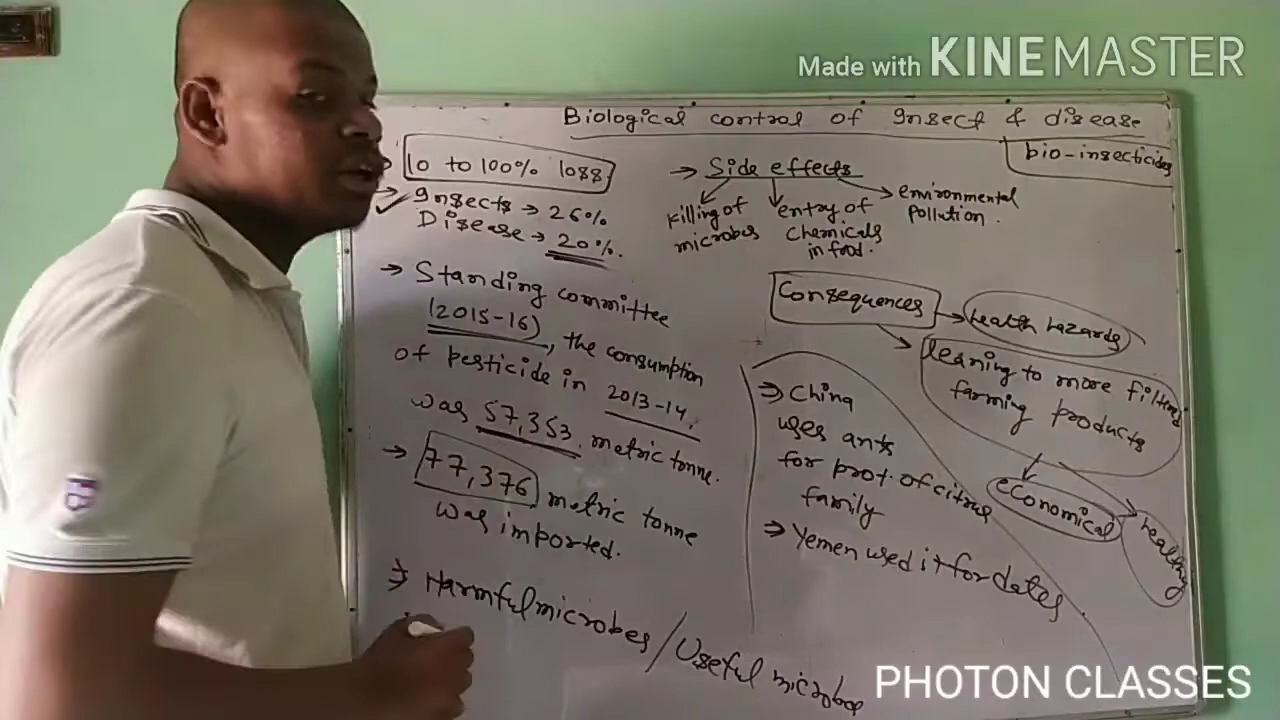 Made with KINEMASTER
Biological control of Insect & disease
bio-insecticides
10 to 100% loss
Insects → 26%
Disease → 20%.
→ Standing committee
(2015-16), the consumption
of pesticide in 2013-14,
was 57,353 metric tonne.
→ 77,376 metric tonne
was imported.
→ Harmful microbes / Useful microbes
→ Side effects
killing of
microbes
entry of
chemicals
in food.
environmental
pollution.
Consequences
health hazards
leaning to more filtered
farming products
economical
healthy
⇒ China
uses ants
for prot. of citrus
family
⇒ Yemen used it for dates.
PHOTON CLASSES